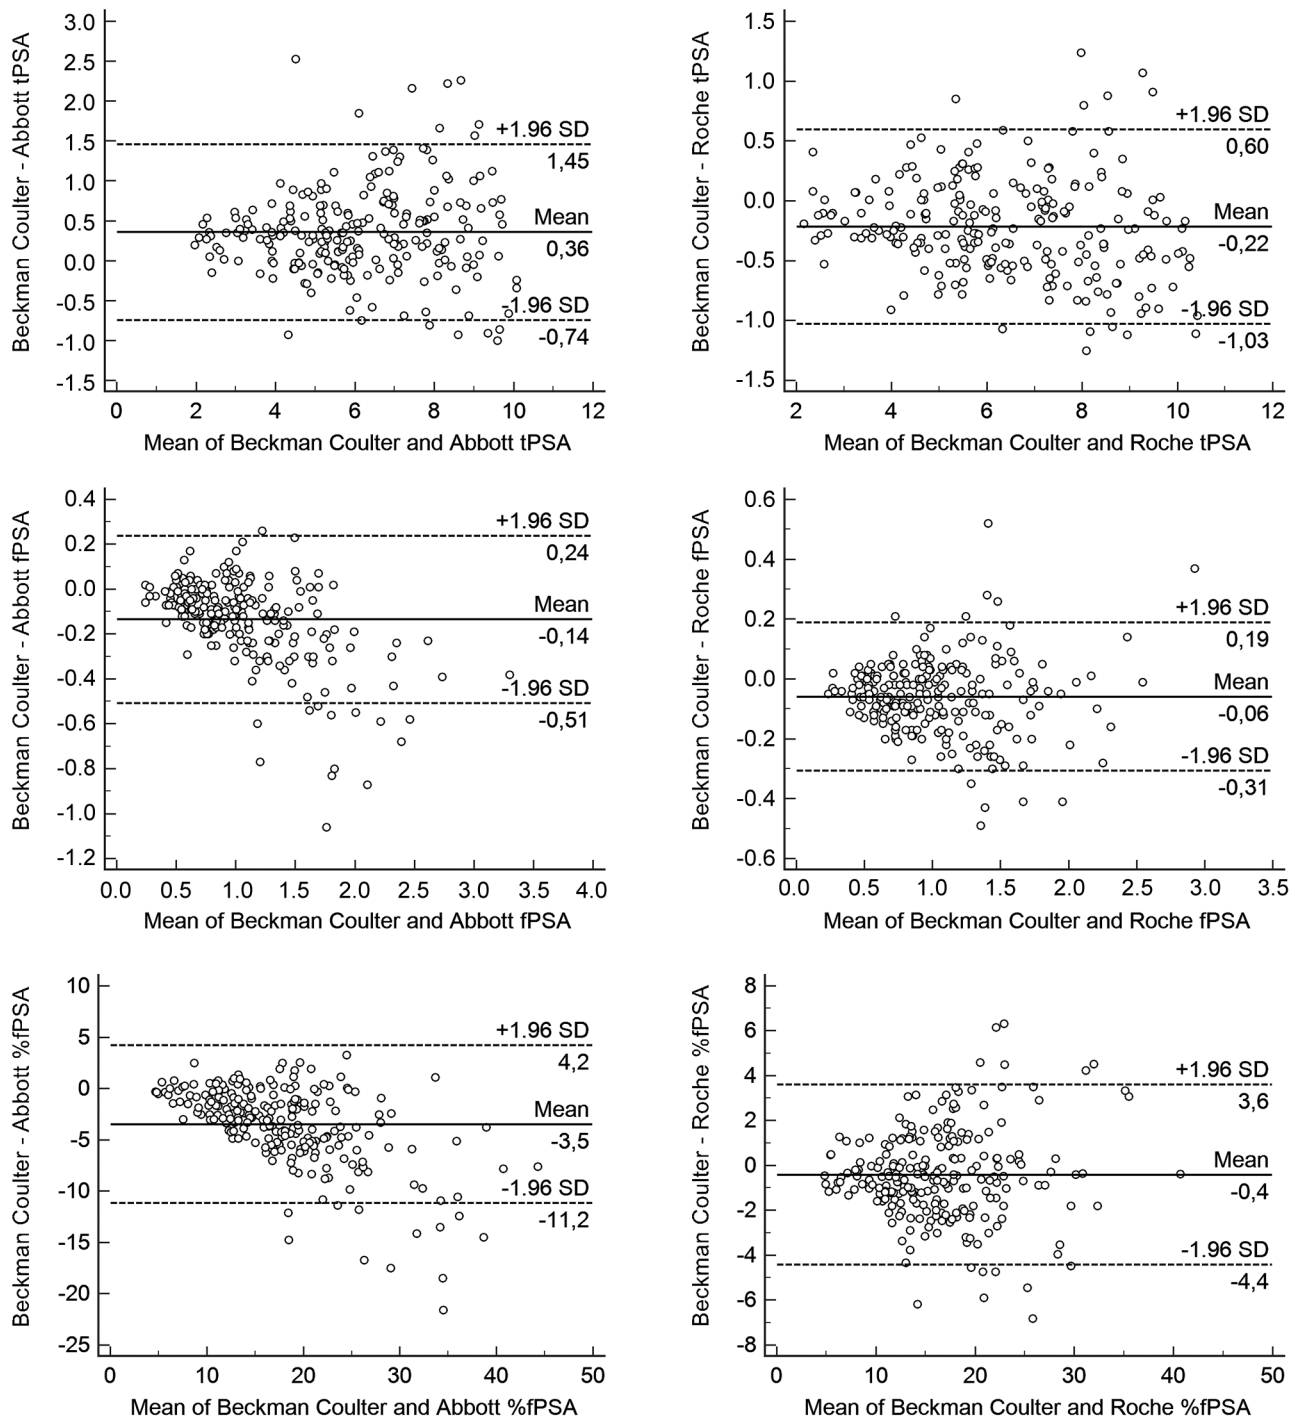 Beckman Coulter - Abbott tPSA
3.0
2.5
2.0
1.5
1.0
0.5
0.0
-0.5
-1.0
-1.5
+1.96 SD
1,45
Mean
0,36
-1.96 SD
-0,74
0 2 4 6 8 10 12
Mean of Beckman Coulter and Abbott tPSA
Beckman Coulter - Roche tPSA
1.5
1.0
0.5
0.0
-0.5
-1.0
-1.5
+1.96 SD
0,60
Mean
-0,22
-1.96 SD
-1,03
2 4 6 8 10 12
Mean of Beckman Coulter and Roche tPSA
Beckman Coulter - Abbott fPSA
0.4
0.2
0.0
-0.2
-0.4
-0.6
-0.8
-1.0
-1.2
+1.96 SD
0,24
Mean
-0,14
-1.96 SD
-0,51
0.0 0.5 1.0 1.5 2.0 2.5 3.0 3.5 4.0
Mean of Beckman Coulter and Abbott fPSA
Beckman Coulter - Roche fPSA
0.6
0.4
0.2
0.0
-0.2
-0.4
-0.6
+1.96 SD
0,19
Mean
-0,06
-1.96 SD
-0,31
0.0 0.5 1.0 1.5 2.0 2.5 3.0 3.5
Mean of Beckman Coulter and Roche fPSA
Beckman Coulter - Abbott %fPSA
10
5
0
-5
-10
-15
-20
-25
+1.96 SD
4,2
Mean
-3,5
-1.96 SD
-11,2
0 10 20 30 40 50
Mean of Beckman Coulter and Abbott %fPSA
Beckman Coulter - Roche %fPSA
8
6
4
2
0
-2
-4
-6
-8
+1.96 SD
3,6
Mean
-0,4
-1.96 SD
-4,4
0 10 20 30 40 50
Mean of Beckman Coulter and Roche %fPSA